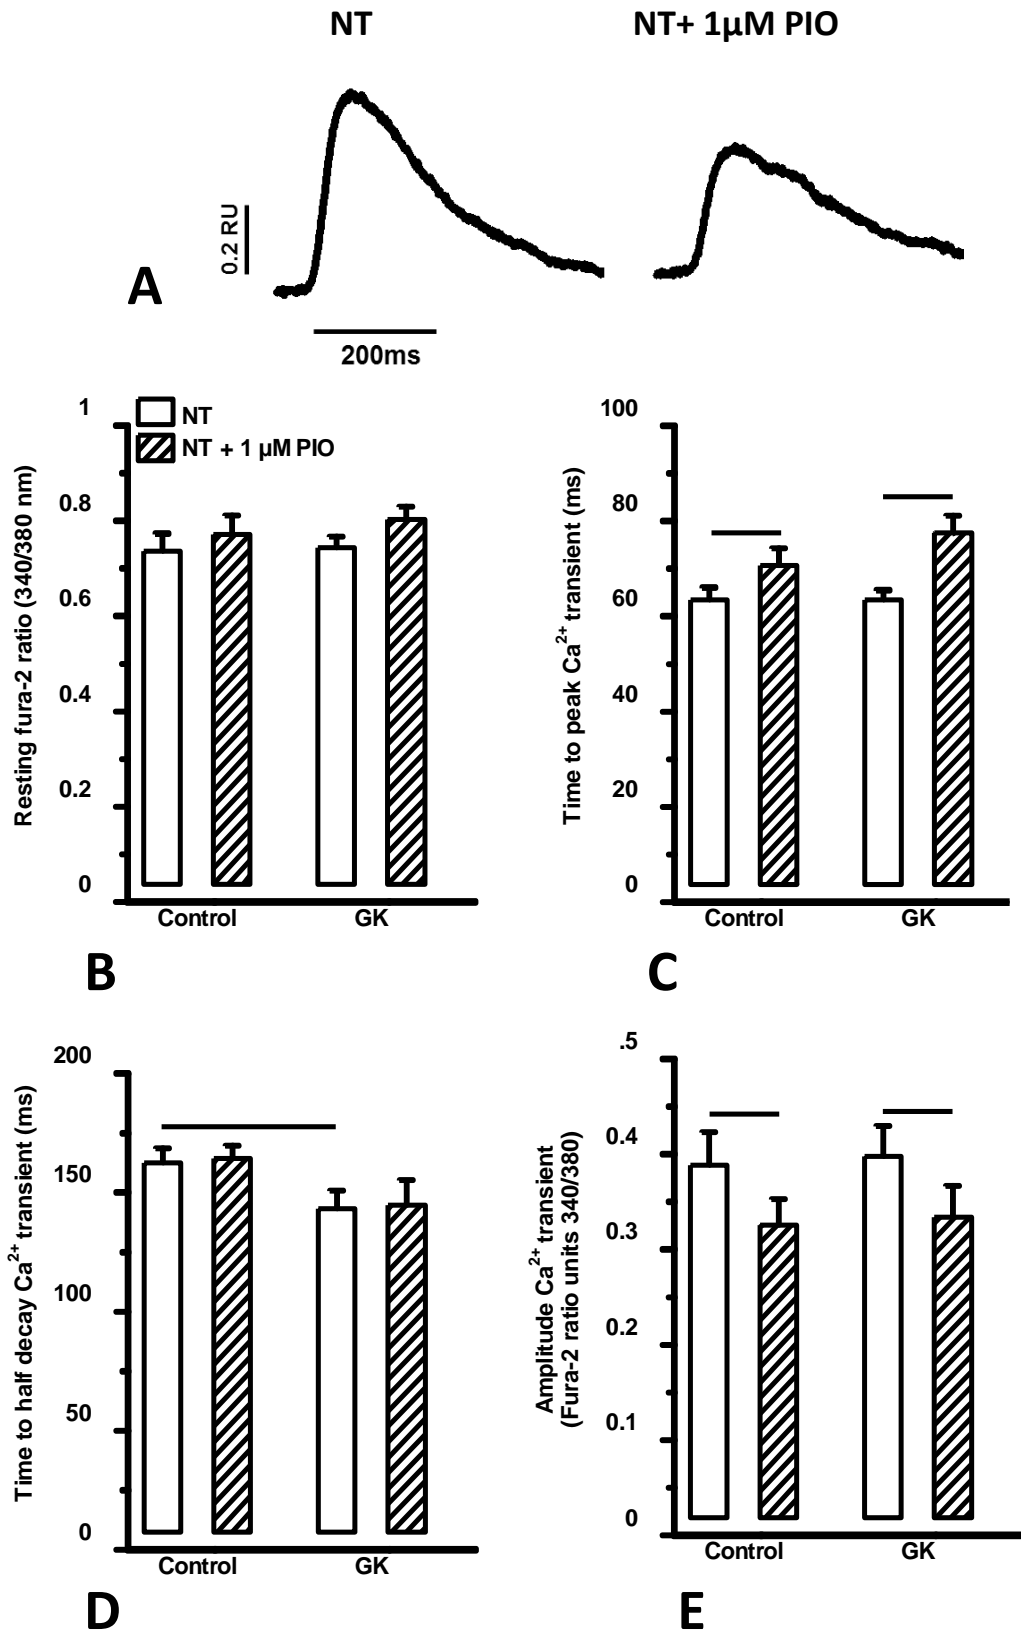 NT NT+ 1µM PIO
0.2 RU
A
200ms
Resting fura-2 ratio (340/380 nm)
1
0.8
0.6
0.4
0.2
0
NT
NT + 1 µM PIO
Control GK
B
Time to peak Ca²⁺ transient (ms)
100
80
60
40
20
0
Control GK
C
Time to half decay Ca²⁺ transient (ms)
200
150
100
50
0
Control GK
D
Amplitude Ca²⁺ transient
(Fura-2 ratio units 340/380)
.5
0.4
0.3
0.2
0.1
0
Control GK
E